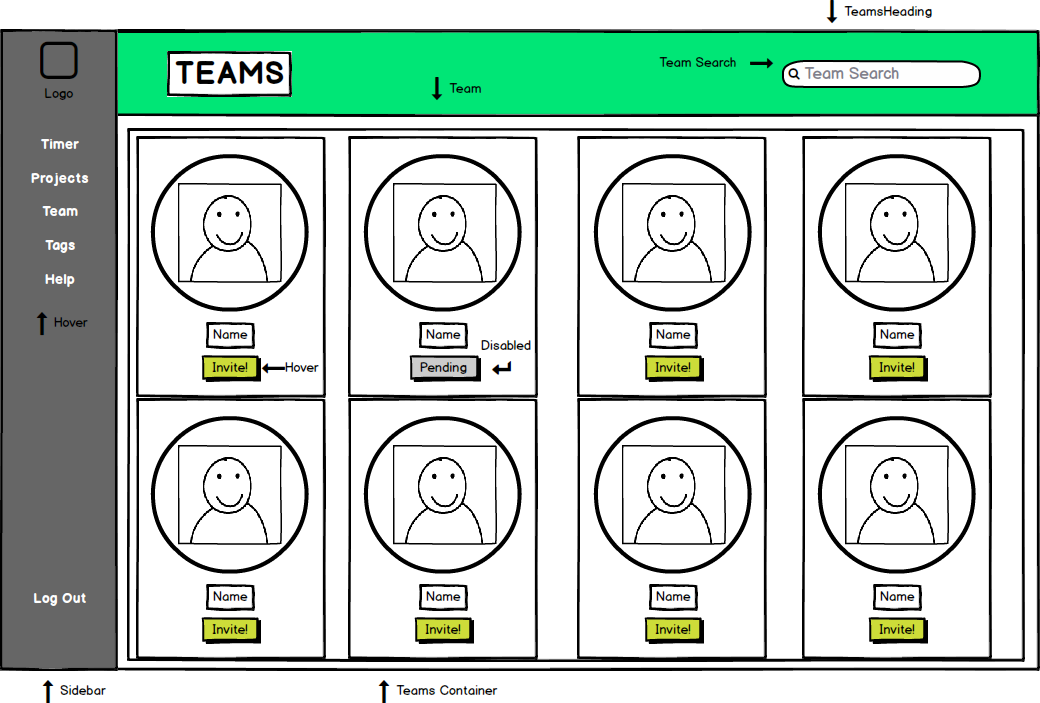 TeamsHeading
Logo
Timer
Projects
Team
Tags
Help
Hover
Log Out
TEAMS
Team
Team Search
Team Search
Name
Invite!
Hover
Name
Disabled
Pending
Name
Invite!
Name
Invite!
Name
Invite!
Name
Invite!
Name
Invite!
Name
Invite!
Sidebar
Teams Container